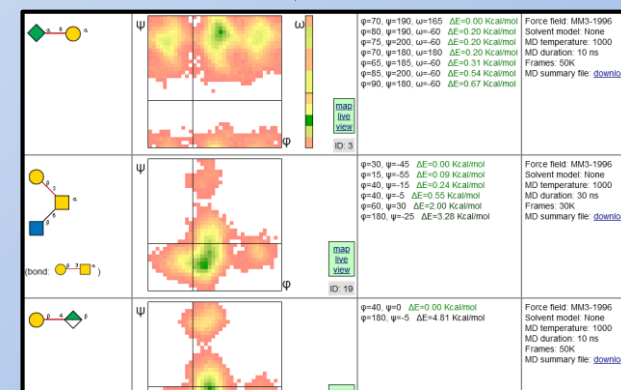 α 6 α
ψ ω
φ
map
live
view
ID: 3
φ=70, ψ=190, ω=165 ΔE=0.00 Kcal/mol
φ=80, ψ=190, ω=-60 ΔE=0.20 Kcal/mol
φ=75, ψ=200, ω=-60 ΔE=0.20 Kcal/mol
φ=70, ψ=180, ω=180 ΔE=0.20 Kcal/mol
φ=65, ψ=185, ω=-60 ΔE=0.31 Kcal/mol
φ=85, ψ=200, ω=-60 ΔE=0.54 Kcal/mol
φ=90, ψ=180, ω=-60 ΔE=0.67 Kcal/mol
Force field: MM3-1996
Solvent model: None
MD temperature: 1000
MD duration: 10 ns
Frames: 50K
MD summary file: downlo
β 3
α
6
β
(bond: β 3 α )
ψ
φ
map
live
view
ID: 19
φ=30, ψ=-45 ΔE=0.00 Kcal/mol
φ=15, ψ=-55 ΔE=0.09 Kcal/mol
φ=40, ψ=-15 ΔE=0.24 Kcal/mol
φ=40, ψ=-5 ΔE=0.55 Kcal/mol
φ=60, ψ=30 ΔE=2.00 Kcal/mol
φ=180, ψ=-25 ΔE=3.28 Kcal/mol
Force field: MM3-1996
Solvent model: None
MD temperature: 1000
MD duration: 30 ns
Frames: 30K
MD summary file: downlo
β 4 β
ψ
φ=40, ψ=0 ΔE=0.00 Kcal/mol
φ=180, ψ=-5 ΔE=4.81 Kcal/mol
Force field: MM3-1996
Solvent model: None
MD temperature: 1000
MD duration: 10 ns
Frames: 50K
MD summary file: downlo